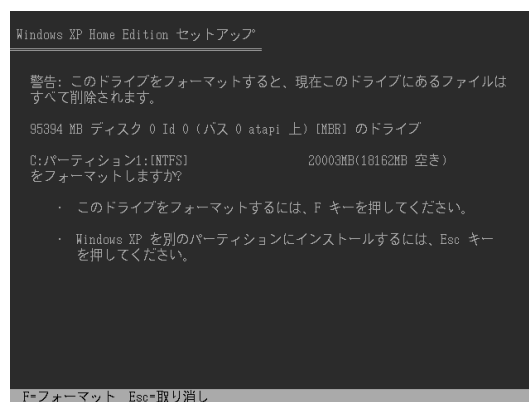 Windows XP Home Edition セットアップ
警告: このドライブをフォーマットすると、現在このドライブにあるファイルは
すべて削除されます。
95394 MB ディスク 0 Id 0 (バス 0 atapi 上) [MBR] のドライブ
C:パーティション1:[NTFS] 20003MB(18162MB 空き)
をフォーマットしますか?
・ このドライブをフォーマットするには、F キーを押してください。
・ Windows XP を別のパーティションにインストールするには、Esc キー
を押してください。
F=フォーマット Esc=取り消し